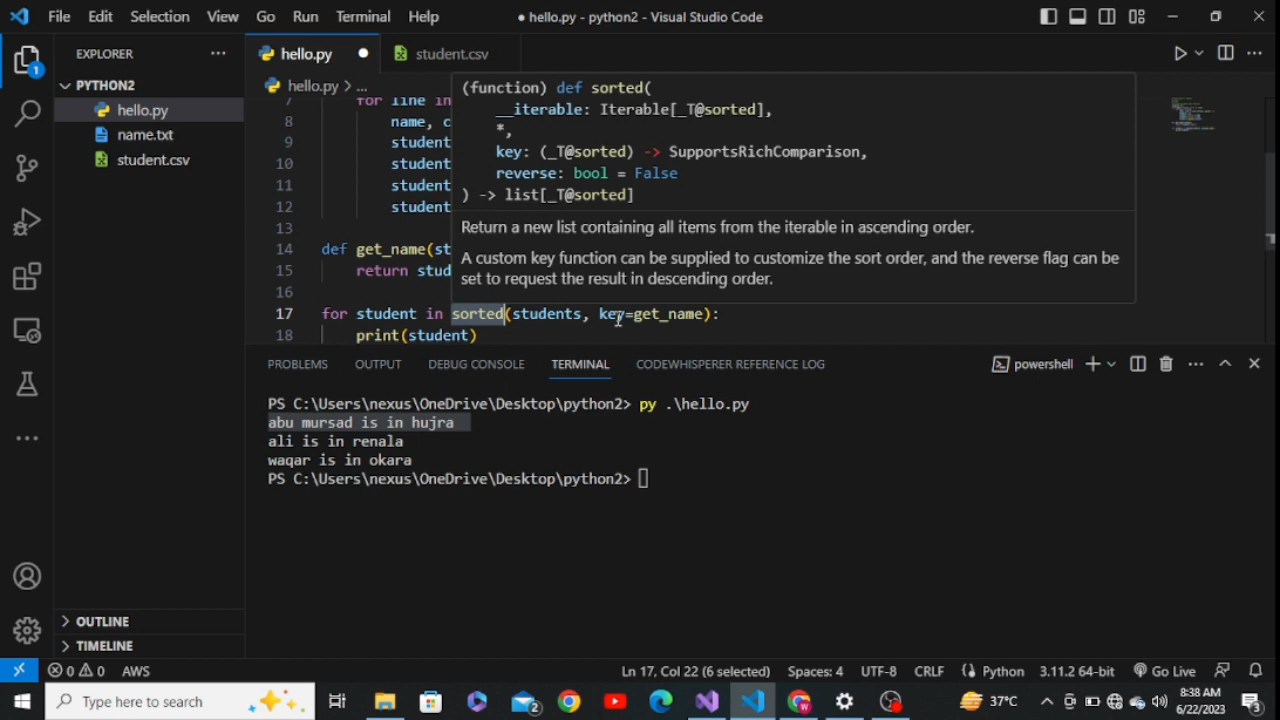 File Edit Selection View Go Run Terminal Help
● hello.py - python2 - Visual Studio Code
EXPLORER ···
PYTHON2
hello.py
name.txt
student.csv
OUTLINE
TIMELINE
1
hello.py ●
student.csv
hello.py > ...
7 for line in
8 name, c
9 student
10 student
11 student
12 student
13
14 def get_name(st
15 return stud
16
17 for student in sorted(students, key=get_name):
18 print(student)
(function) def sorted(
__iterable: Iterable[_T@sorted],
*,
key: (_T@sorted) -> SupportsRichComparison,
reverse: bool = False
) -> list[_T@sorted]
Return a new list containing all items from the iterable in ascending order.
A custom key function can be supplied to customize the sort order, and the reverse flag can be
set to request the result in descending order.
PROBLEMS OUTPUT DEBUG CONSOLE TERMINAL CODEWHISPERER REFERENCE LOG
powershell
PS C:\Users\nexus\OneDrive\Desktop\python2> py .\hello.py
abu mursad is in hujra
ali is in renala
waqar is in okara
PS C:\Users\nexus\OneDrive\Desktop\python2>
0 0 AWS
Ln 17, Col 22 (6 selected) Spaces: 4 UTF-8 CRLF Python 3.11.2 64-bit Go Live
Type here to search
2
W
37°C
8:38 AM
6/22/2023
3